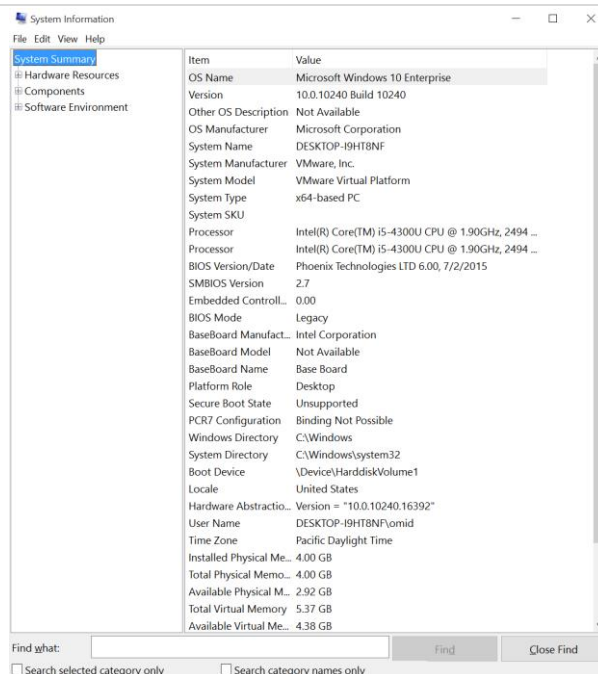 System Information
File Edit View Help
System Summary
Hardware Resources
Components
Software Environment
Item Value
OS Name Microsoft Windows 10 Enterprise
Version 10.0.10240 Build 10240
Other OS Description Not Available
OS Manufacturer Microsoft Corporation
System Name DESKTOP-I9HT8NF
System Manufacturer VMware, Inc.
System Model VMware Virtual Platform
System Type x64-based PC
System SKU
Processor Intel(R) Core(TM) i5-4300U CPU @ 1.90GHz, 2494 ...
Processor Intel(R) Core(TM) i5-4300U CPU @ 1.90GHz, 2494 ...
BIOS Version/Date Phoenix Technologies LTD 6.00, 7/2/2015
SMBIOS Version 2.7
Embedded Controll... 0.00
BIOS Mode Legacy
BaseBoard Manufact... Intel Corporation
BaseBoard Model Not Available
BaseBoard Name Base Board
Platform Role Desktop
Secure Boot State Unsupported
PCR7 Configuration Binding Not Possible
Windows Directory C:\Windows
System Directory C:\Windows\system32
Boot Device \Device\HarddiskVolume1
Locale United States
Hardware Abstractio... Version = "10.0.10240.16392"
User Name DESKTOP-I9HT8NF\omid
Time Zone Pacific Daylight Time
Installed Physical Me... 4.00 GB
Total Physical Memo... 4.00 GB
Available Physical M... 2.92 GB
Total Virtual Memory 5.37 GB
Available Virtual Me... 4.38 GB
Find what: Find Close Find
Search selected category only Search category names only